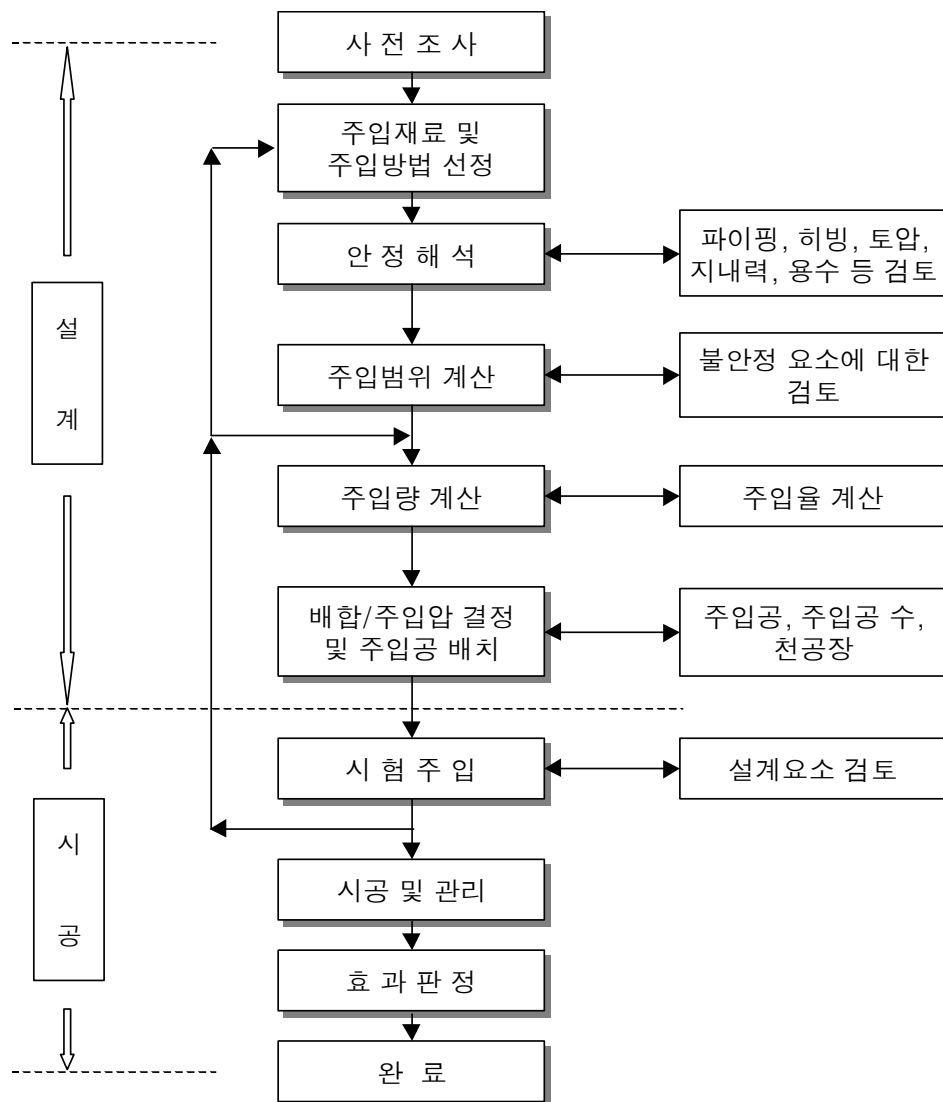 사 전 조 사
주입재료 및
주입방법 선정
안 정 해 석
파이핑, 히빙, 토압,
지내력, 용수 등 검토
설
계
주입범위 계산
불안정 요소에 대한
검토
주입량 계산
주입율 계산
배합/주입압 결정
및 주입공 배치
주입공, 주입공 수,
천공장
시 험 주 입
설계요소 검토
시
공
시공 및 관리
효 과 판 정
완 료